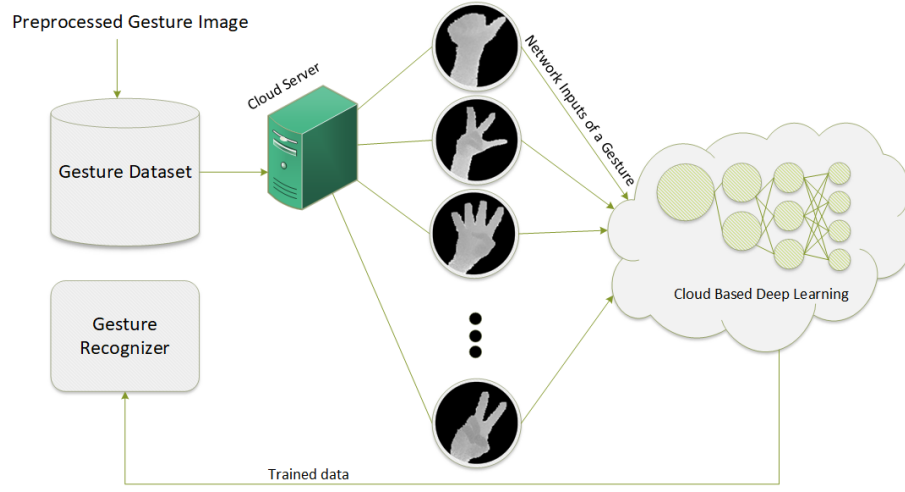 Preprocessed Gesture Image
Cloud Server
Network Inputs of a Gesture
Gesture Dataset
Cloud Based Deep Learning
Gesture
Recognizer
Trained data